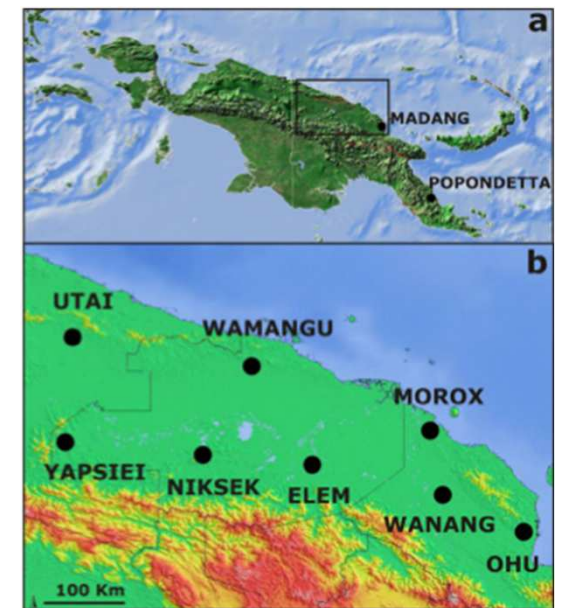 a
MADANG
POPONDETTA
b
UTAI
WAMANGU
MOROX
YAPSIEI
NIKSEK
ELEM
WANANG
OHU
100 Km